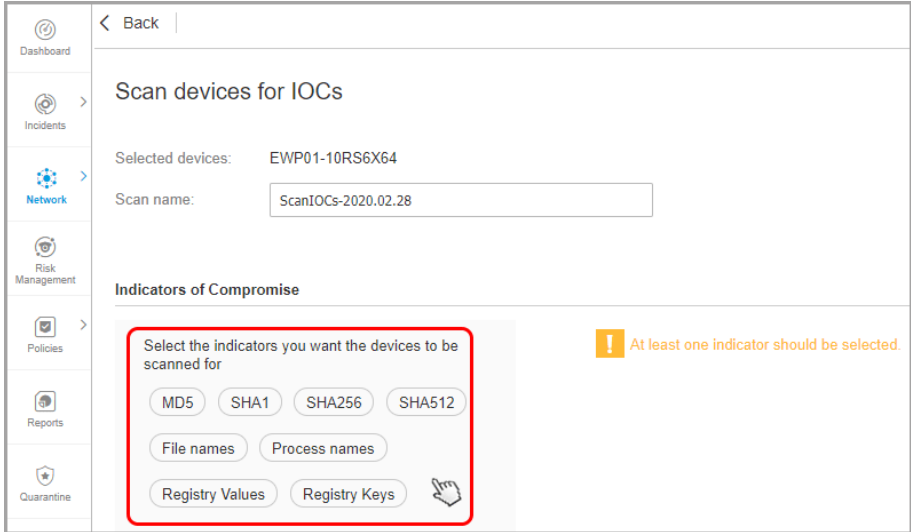 Dashboard
Incidents
Network
Risk
Management
Policies
Reports
Quarantine
Back
Scan devices for IOCs
Selected devices: EWP01-10RS6X64
Scan name: ScanIOCs-2020.02.28
Indicators of Compromise
Select the indicators you want the devices to be
scanned for
MD5 SHA1 SHA256 SHA512
File names Process names
Registry Values Registry Keys
! At least one indicator should be selected.